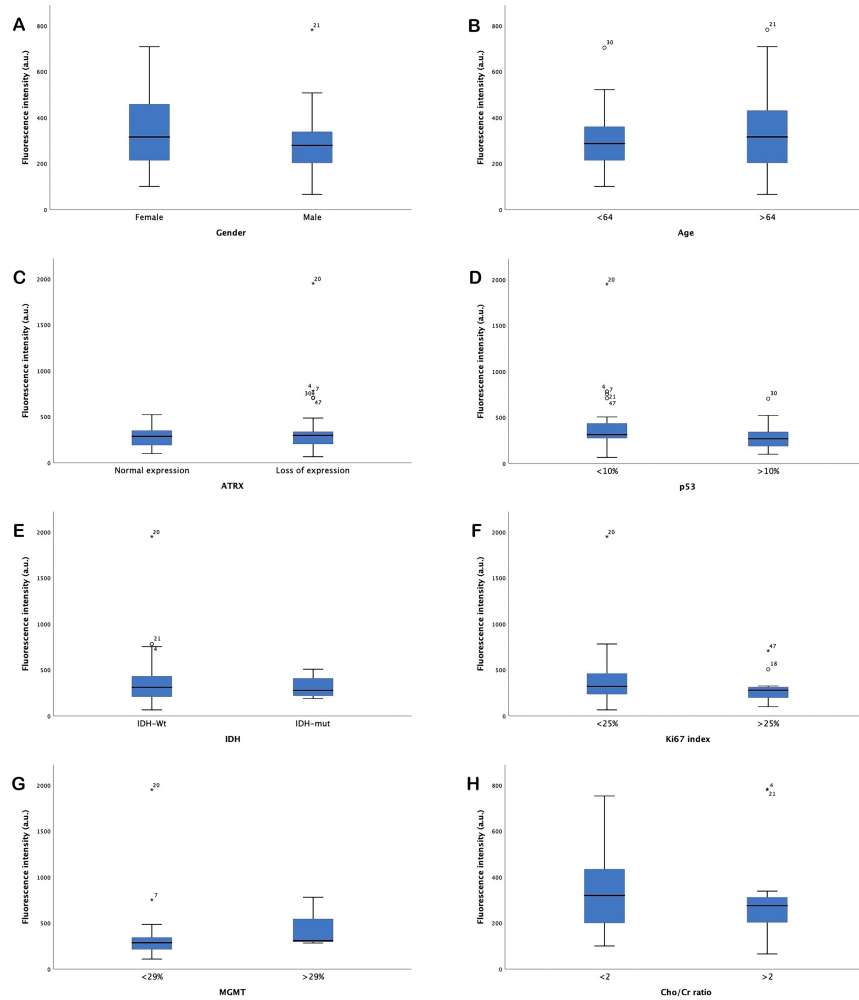 A
Fluorescence intensity (a.u.)
800
600
400
200
0
21
Female
Male
Gender
B
Fluorescence intensity (a.u.)
800
600
400
200
0
30
21
<64
>64
Age
C
Fluorescence intensity (a.u.)
2000
1500
1000
500
0
20
4
7
30
47
Normal expression
Loss of expression
ATRX
D
Fluorescence intensity (a.u.)
2000
1500
1000
500
0
20
4
7
21
47
30
<10%
>10%
p53
E
Fluorescence intensity (a.u.)
2000
1500
1000
500
0
20
21
4
IDH-Wt
IDH-mut
IDH
F
Fluorescence intensity (a.u.)
2000
1500
1000
500
0
20
47
18
<25%
>25%
Ki67 index
G
Fluorescence intensity (a.u.)
2000
1500
1000
500
0
20
7
<29%
>29%
MGMT
H
Fluorescence intensity (a.u.)
800
600
400
200
0
4
21
<2
>2
Cho/Cr ratio